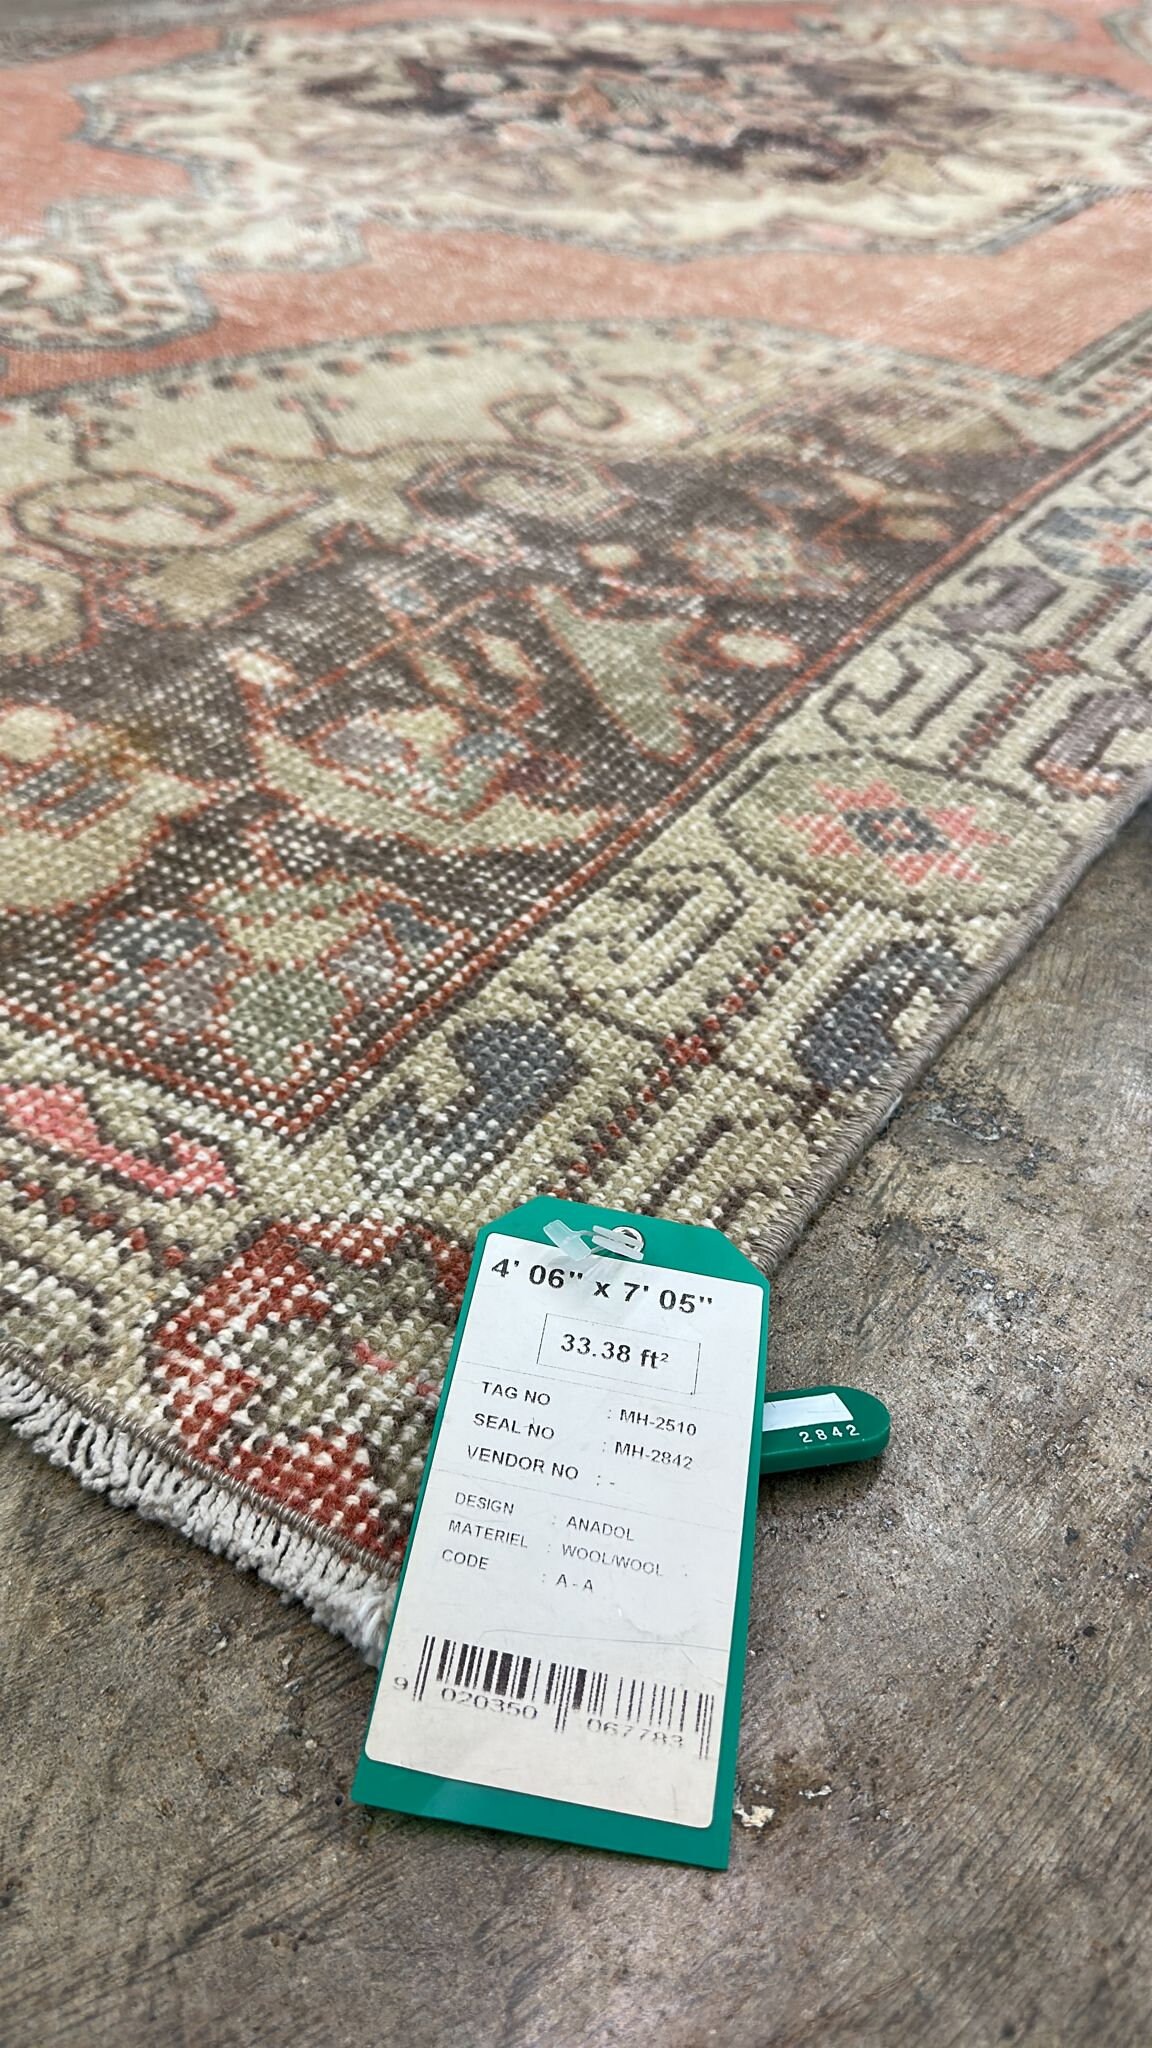 4' 06" x 7' 05"
33.38 ft²
TAG NO : MH-2510
SEAL NO : MH-2842
VENDOR NO : -
DESIGN : ANADOL
MATERIEL : WOOL/WOOL
CODE : A - A
9 020350 067783
2842